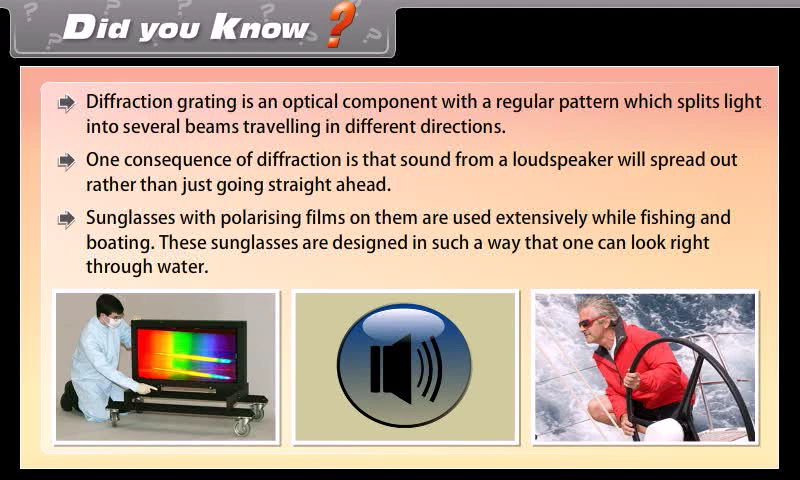 Did you Know ?
Diffraction grating is an optical component with a regular pattern which splits light
into several beams travelling in different directions.
One consequence of diffraction is that sound from a loudspeaker will spread out
rather than just going straight ahead.
Sunglasses with polarising films on them are used extensively while fishing and
boating. These sunglasses are designed in such a way that one can look right
through water.